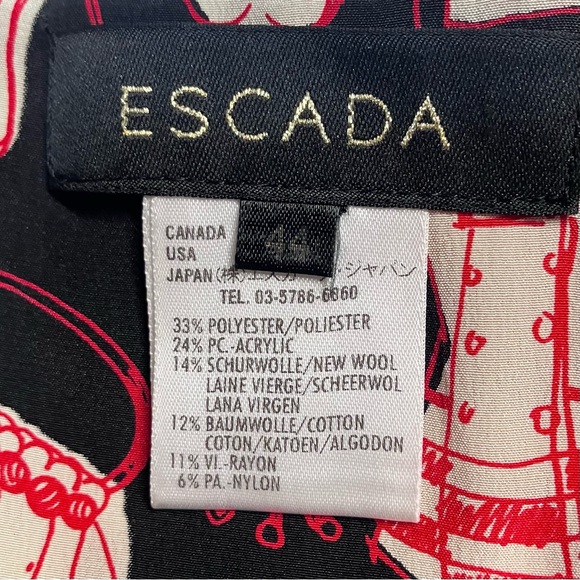 ESCADA
44
CANADA
USA
JAPAN (株)エスカ ・ジャパン
TEL. 03-5786-6860
33% POLYESTER/POLIESTER
24% PC.-ACRYLIC
14% SCHURWOLLE/NEW WOOL
LAINE VIERGE/SCHEERWOL
LANA VIRGEN
12% BAUMWOLLE/COTTON
COTON/KATOEN/ALGODON
11% VI.-RAYON
6% PA.-NYLON